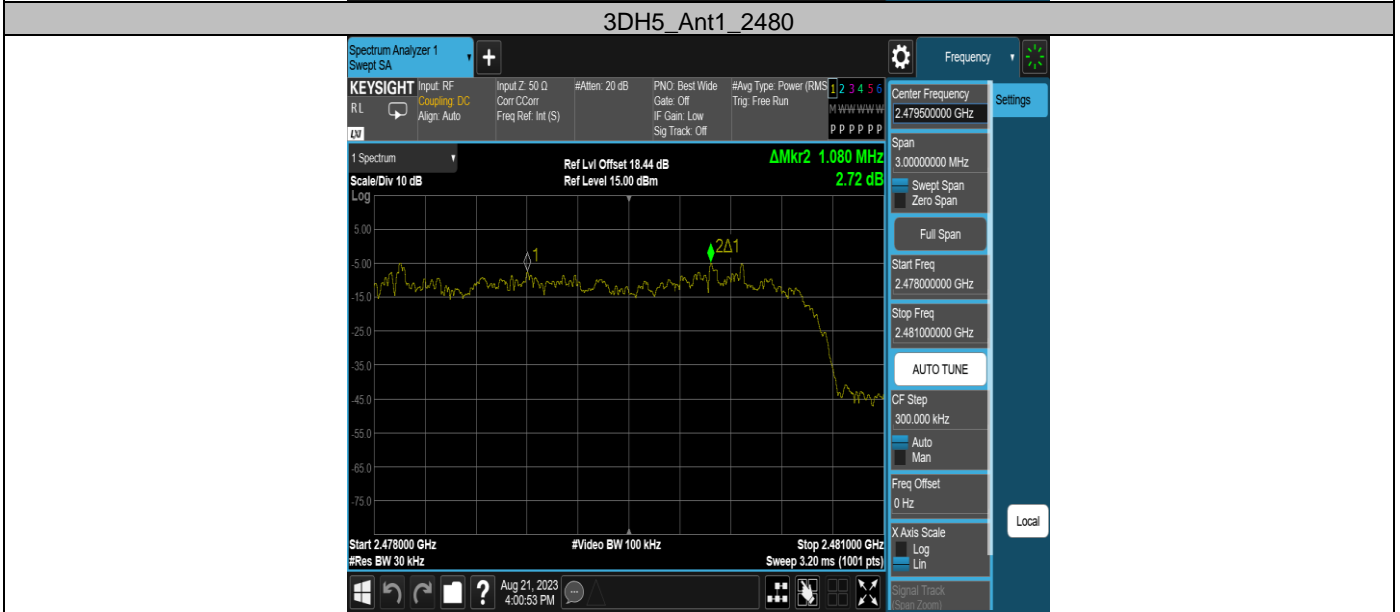 3DH5_Ant1_2480
Spectrum Analyzer 1
Swept SA
Frequency
KEYSIGHT
RL
LXI
Input: RF
Coupling: DC
Align: Auto
Input Z: 50 Ω
Corr CCorr
Freq Ref: Int (S)
#Atten: 20 dB
PNO: Best Wide
Gate: Off
IF Gain: Low
Sig Track: Off
#Avg Type: Power (RMS
Trig: Free Run
1 2 3 4 5 6
M W W W W W
P P P P P P
1 Spectrum
Scale/Div 10 dB
Log
Ref Lvl Offset 18.44 dB
Ref Level 15.00 dBm
ΔMkr2 1.080 MHz
2.72 dB
5.00
-5.00
-15.0
-25.0
-35.0
-45.0
-55.0
-65.0
-75.0
1
2Δ1
Start 2.478000 GHz
#Res BW 30 kHz
#Video BW 100 kHz
Stop 2.481000 GHz
Sweep 3.20 ms (1001 pts)
Aug 21, 2023
4:00:53 PM
Center Frequency
2.479500000 GHz
Settings
Span
3.00000000 MHz
Swept Span
Zero Span
Full Span
Start Freq
2.478000000 GHz
Stop Freq
2.481000000 GHz
AUTO TUNE
CF Step
300.000 kHz
Auto
Man
Freq Offset
0 Hz
Local
X Axis Scale
Log
Lin
Signal Track
(Span Zoom)